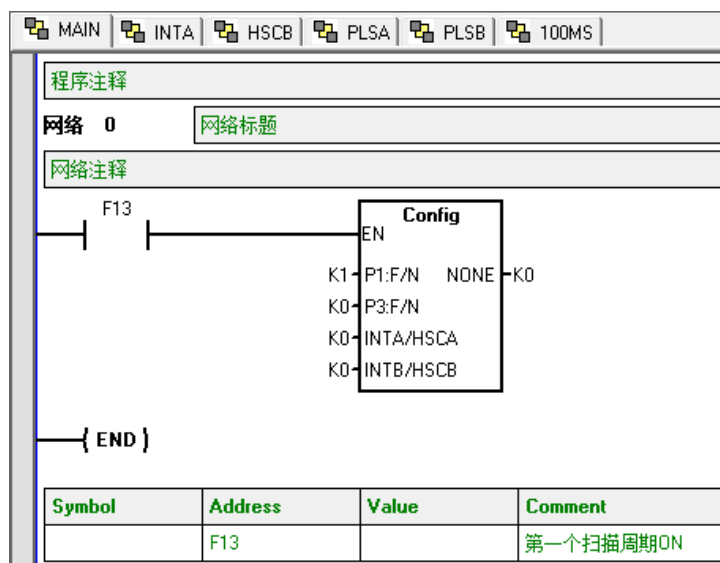 MAIN INTA HSCB PLSA PLSB 100MS
程序注释
网络 0 网络标题
网络注释
F13
Config
EN
K1 P1:F/N NONE K0
K0 P3:F/N
K0 INTA/HSCA
K0 INTB/HSCB
( END )
Symbol Address Value Comment
F13 第一个扫描周期ON